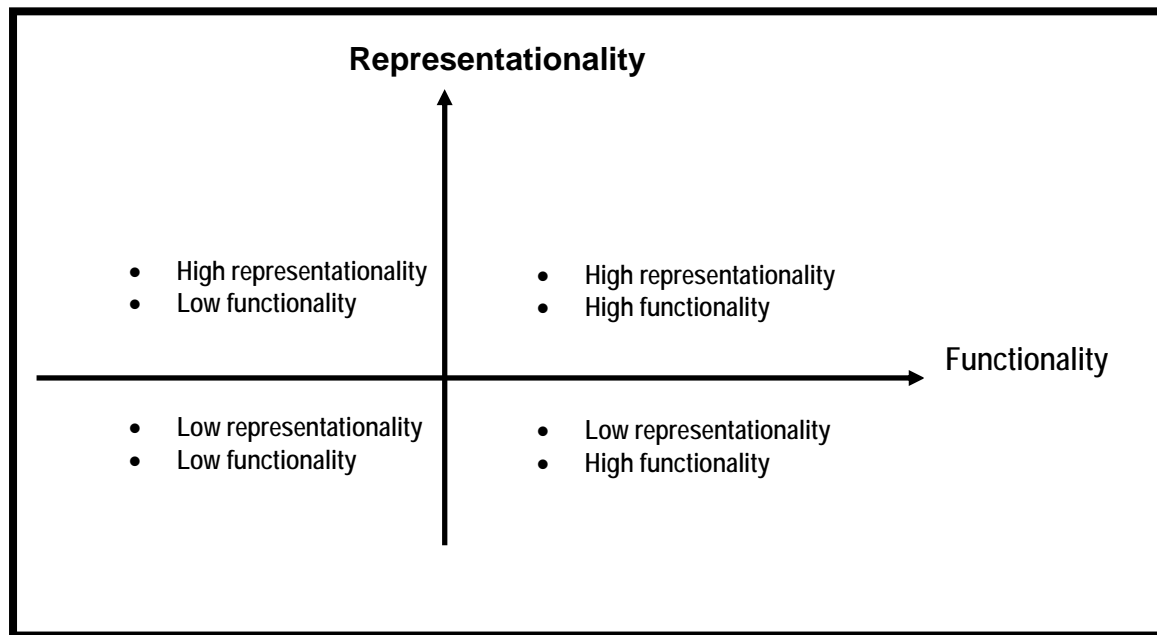 Representationality
• High representationality
• Low functionality
• High representationality
• High functionality
Functionality
• Low representationality
• Low functionality
• Low representationality
• High functionality